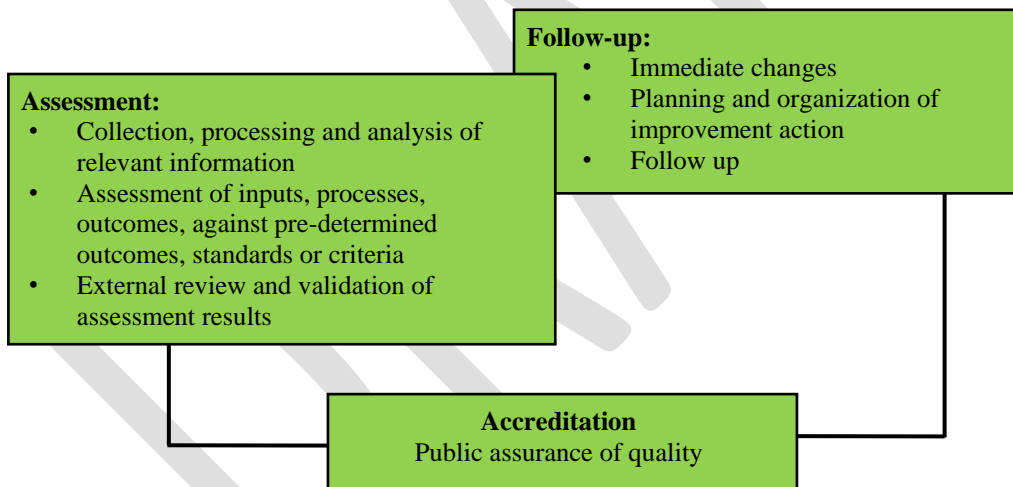 Follow-up:
• Immediate changes
• Planning and organization of
improvement action
• Follow up
Assessment:
• Collection, processing and analysis of
relevant information
• Assessment of inputs, processes,
outcomes, against pre-determined
outcomes, standards or criteria
• External review and validation of
assessment results
Accreditation
Public assurance of quality